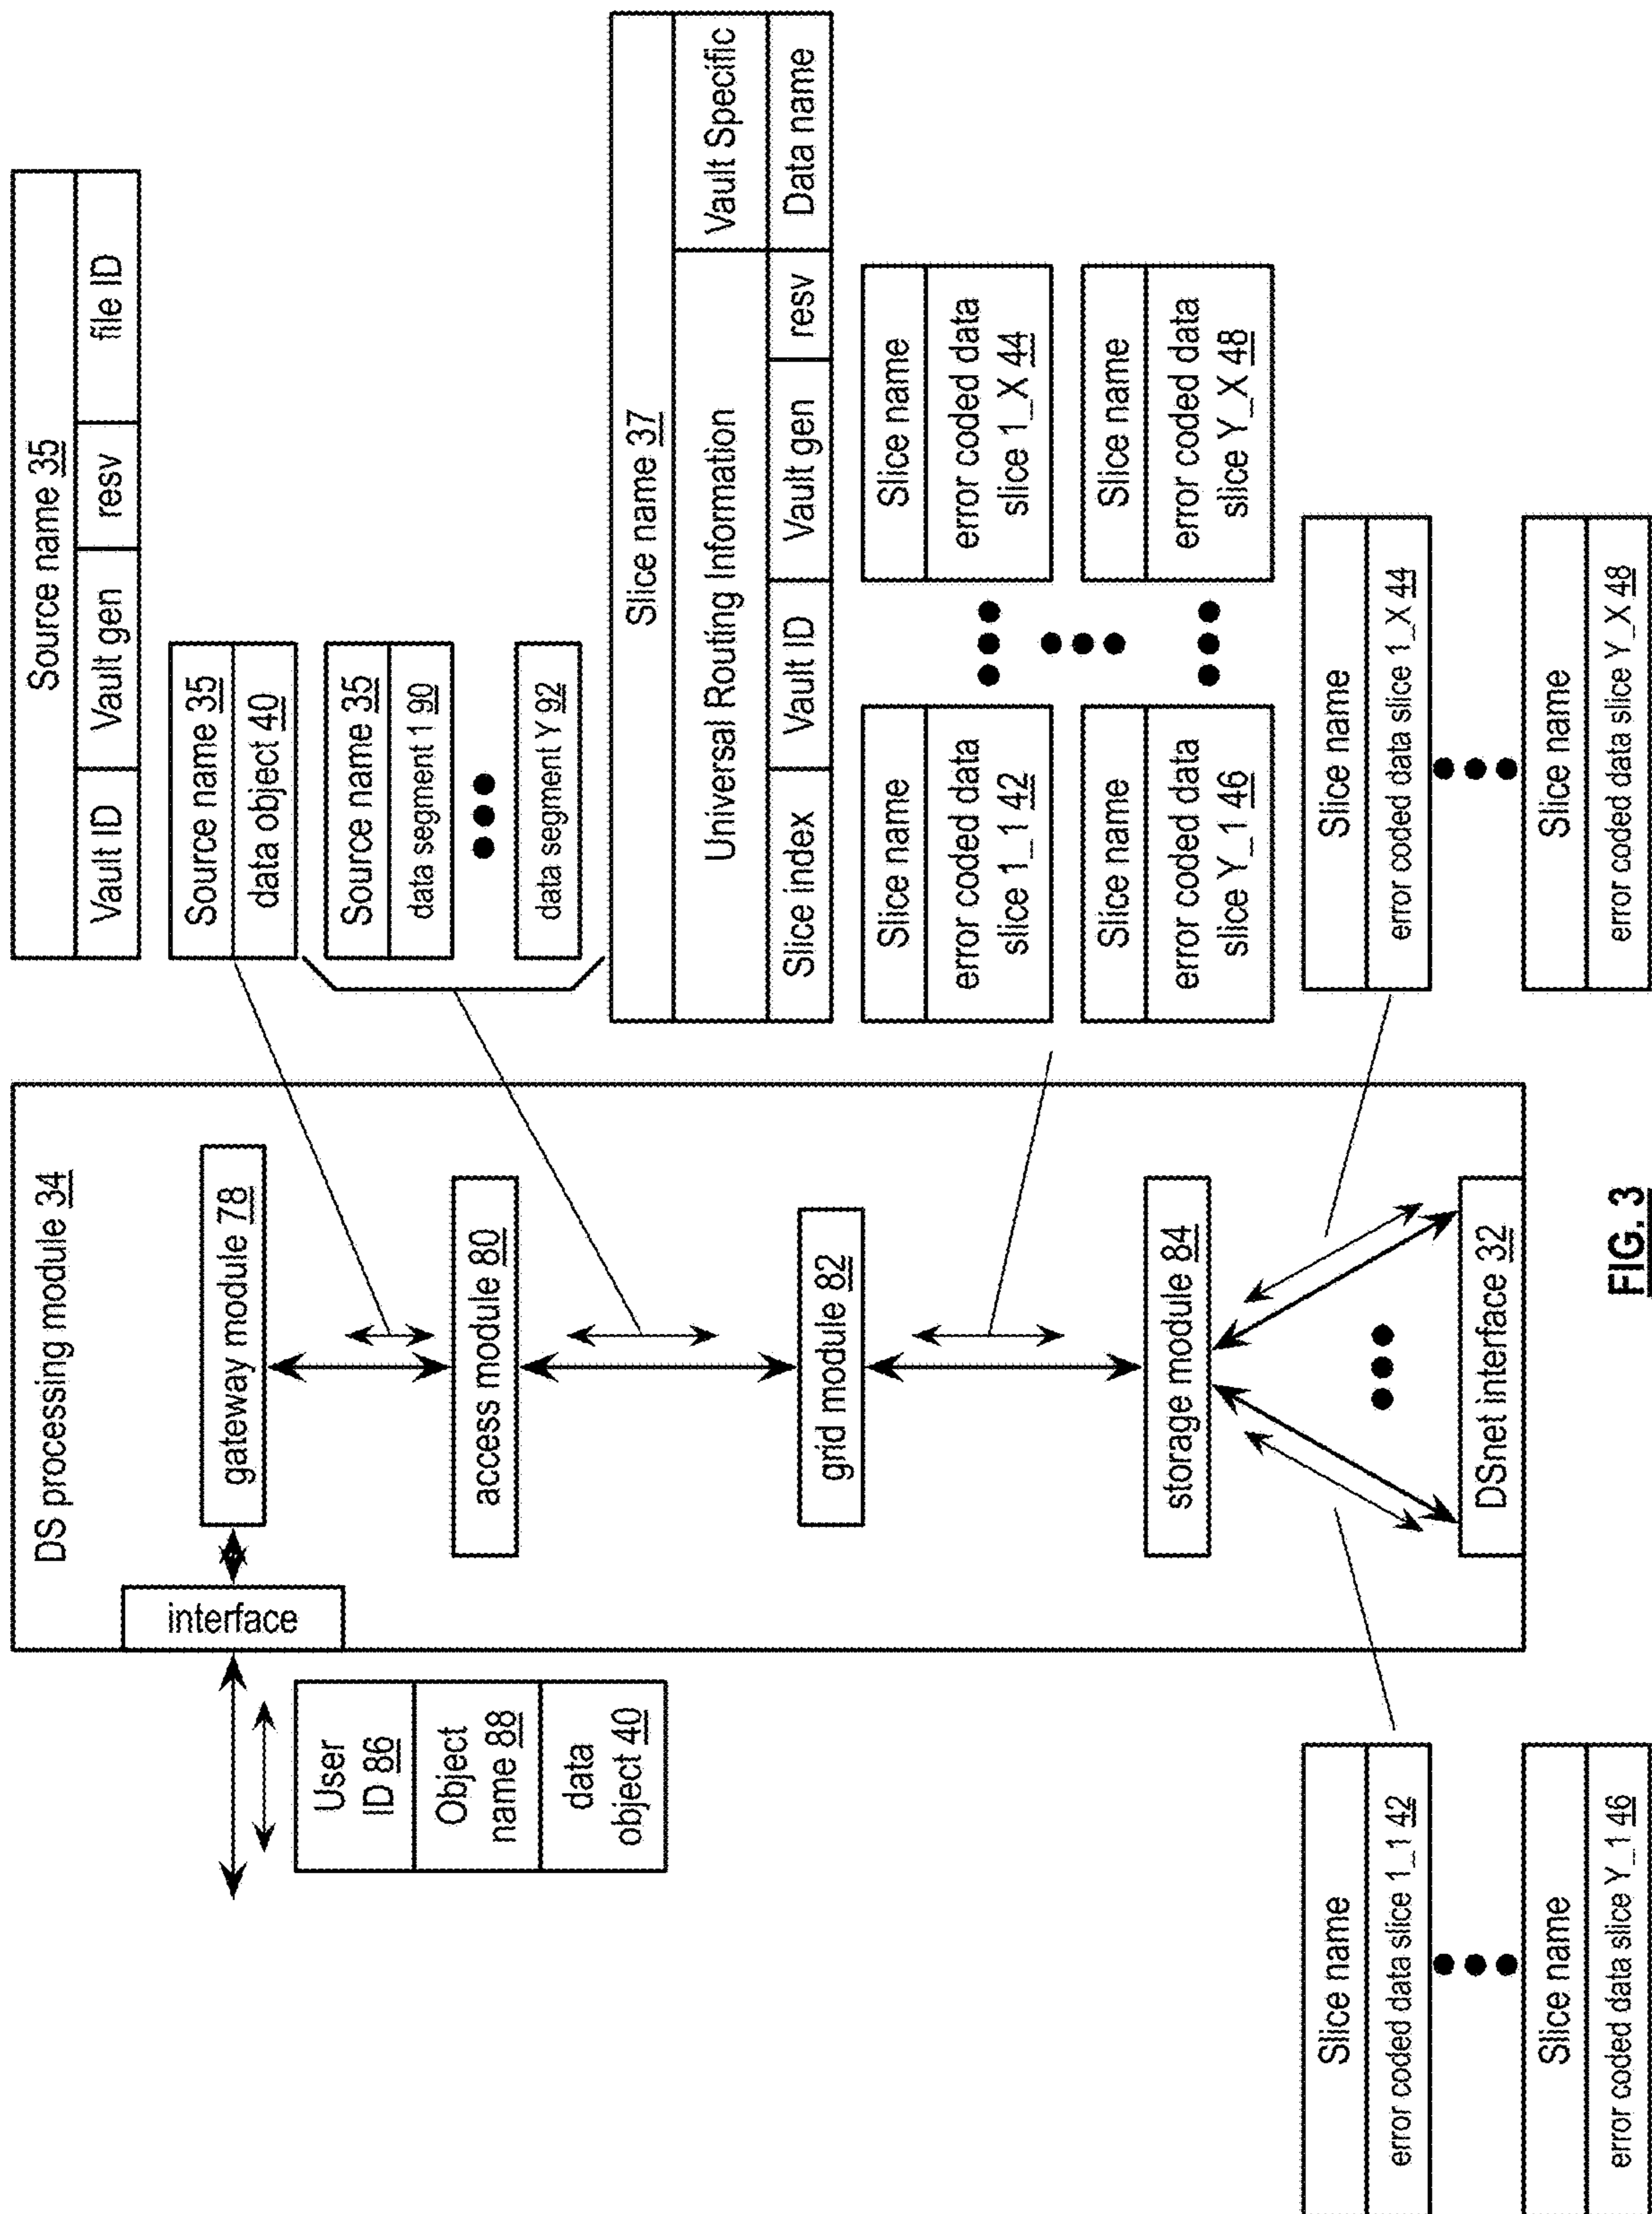 DS processing module 34
interface
gateway module 78
access module 80
grid module 82
storage module 84
DSnet interface 32
User
ID 86
Object
name 88
data
object 40
Source name 35
Vault ID
Vault gen
resv
file ID
Source name 35
data object 40
Source name 35
data segment 1 90
data segment Y 92
Slice name 37
Universal Routing Information
Vault Specific
Slice index
Vault ID
Vault gen
resv
Data name
Slice name
error coded data
slice 1_1 42
Slice name
error coded data
slice 1_X 44
Slice name
error coded data
slice Y_1 46
Slice name
error coded data
slice Y_X 48
Slice name
error coded data slice 1_1 42
Slice name
error coded data slice Y_1 46
Slice name
error coded data slice 1_X 44
Slice name
error coded data slice Y_X 48
FIG. 3